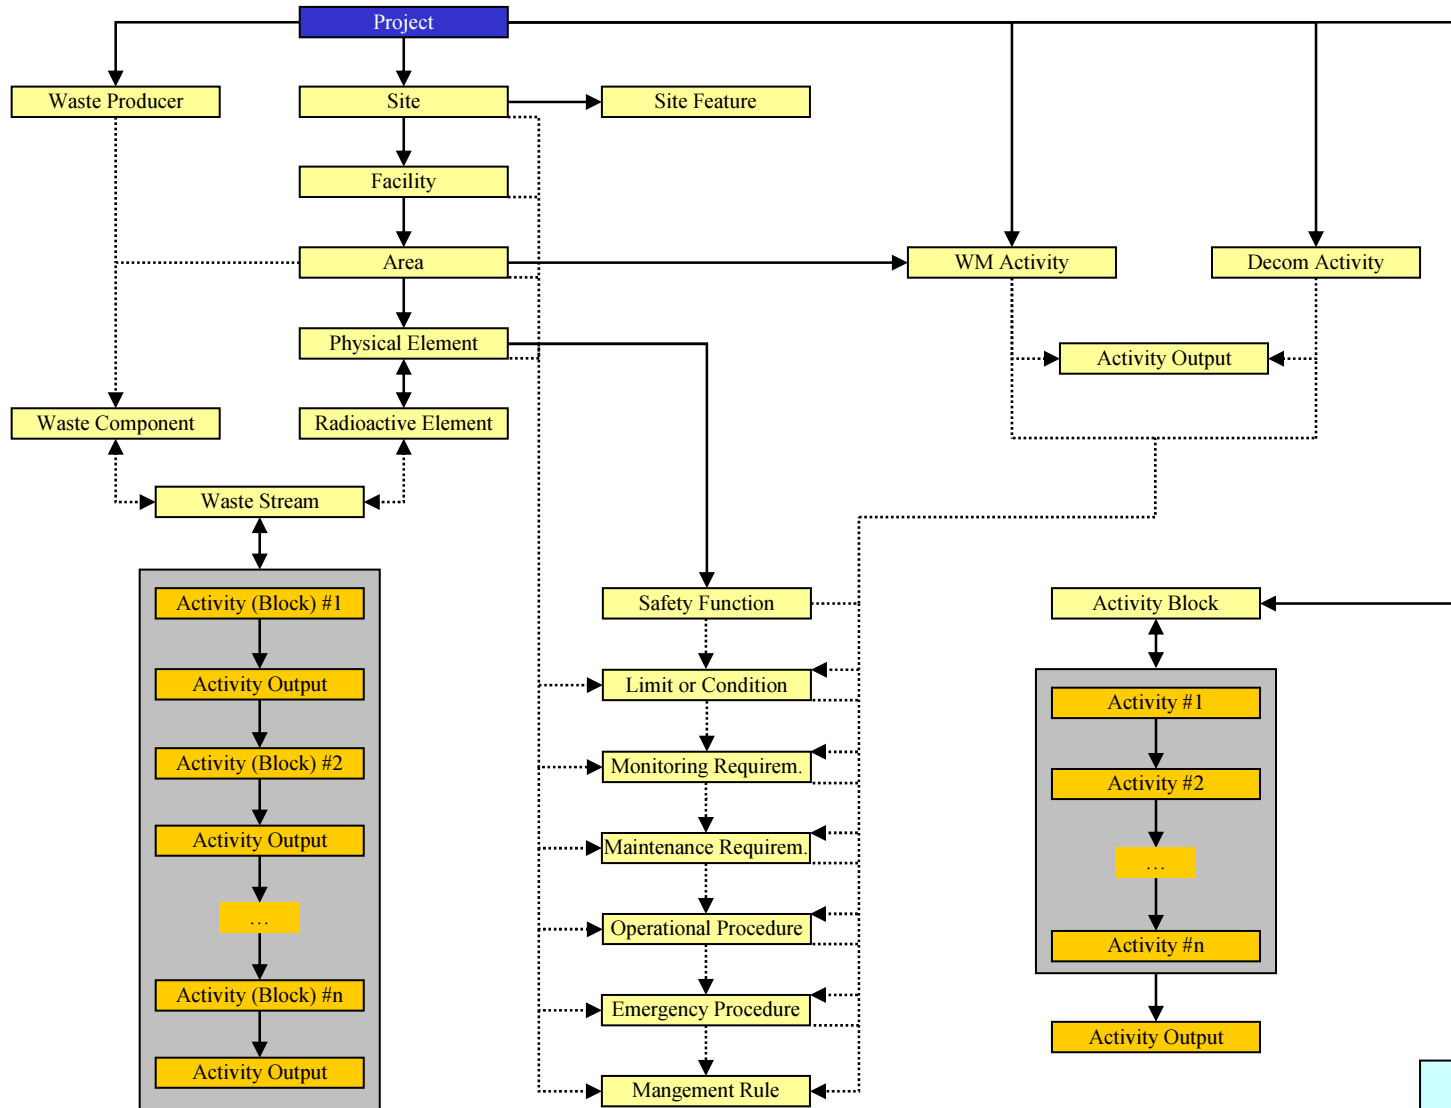 Project
Waste Producer
Site
Site Feature
Facility
Area
WM Activity
Decom Activity
Physical Element
Activity Output
Waste Component
Radioactive Element
Waste Stream
Activity (Block) #1
Activity Output
Activity (Block) #2
Activity Output
...
Activity (Block) #n
Activity Output
Safety Function
Limit or Condition
Monitoring Requirem.
Maintenance Requirem.
Operational Procedure
Emergency Procedure
Mangement Rule
Activity Block
Activity #1
Activity #2
...
Activity #n
Activity Output